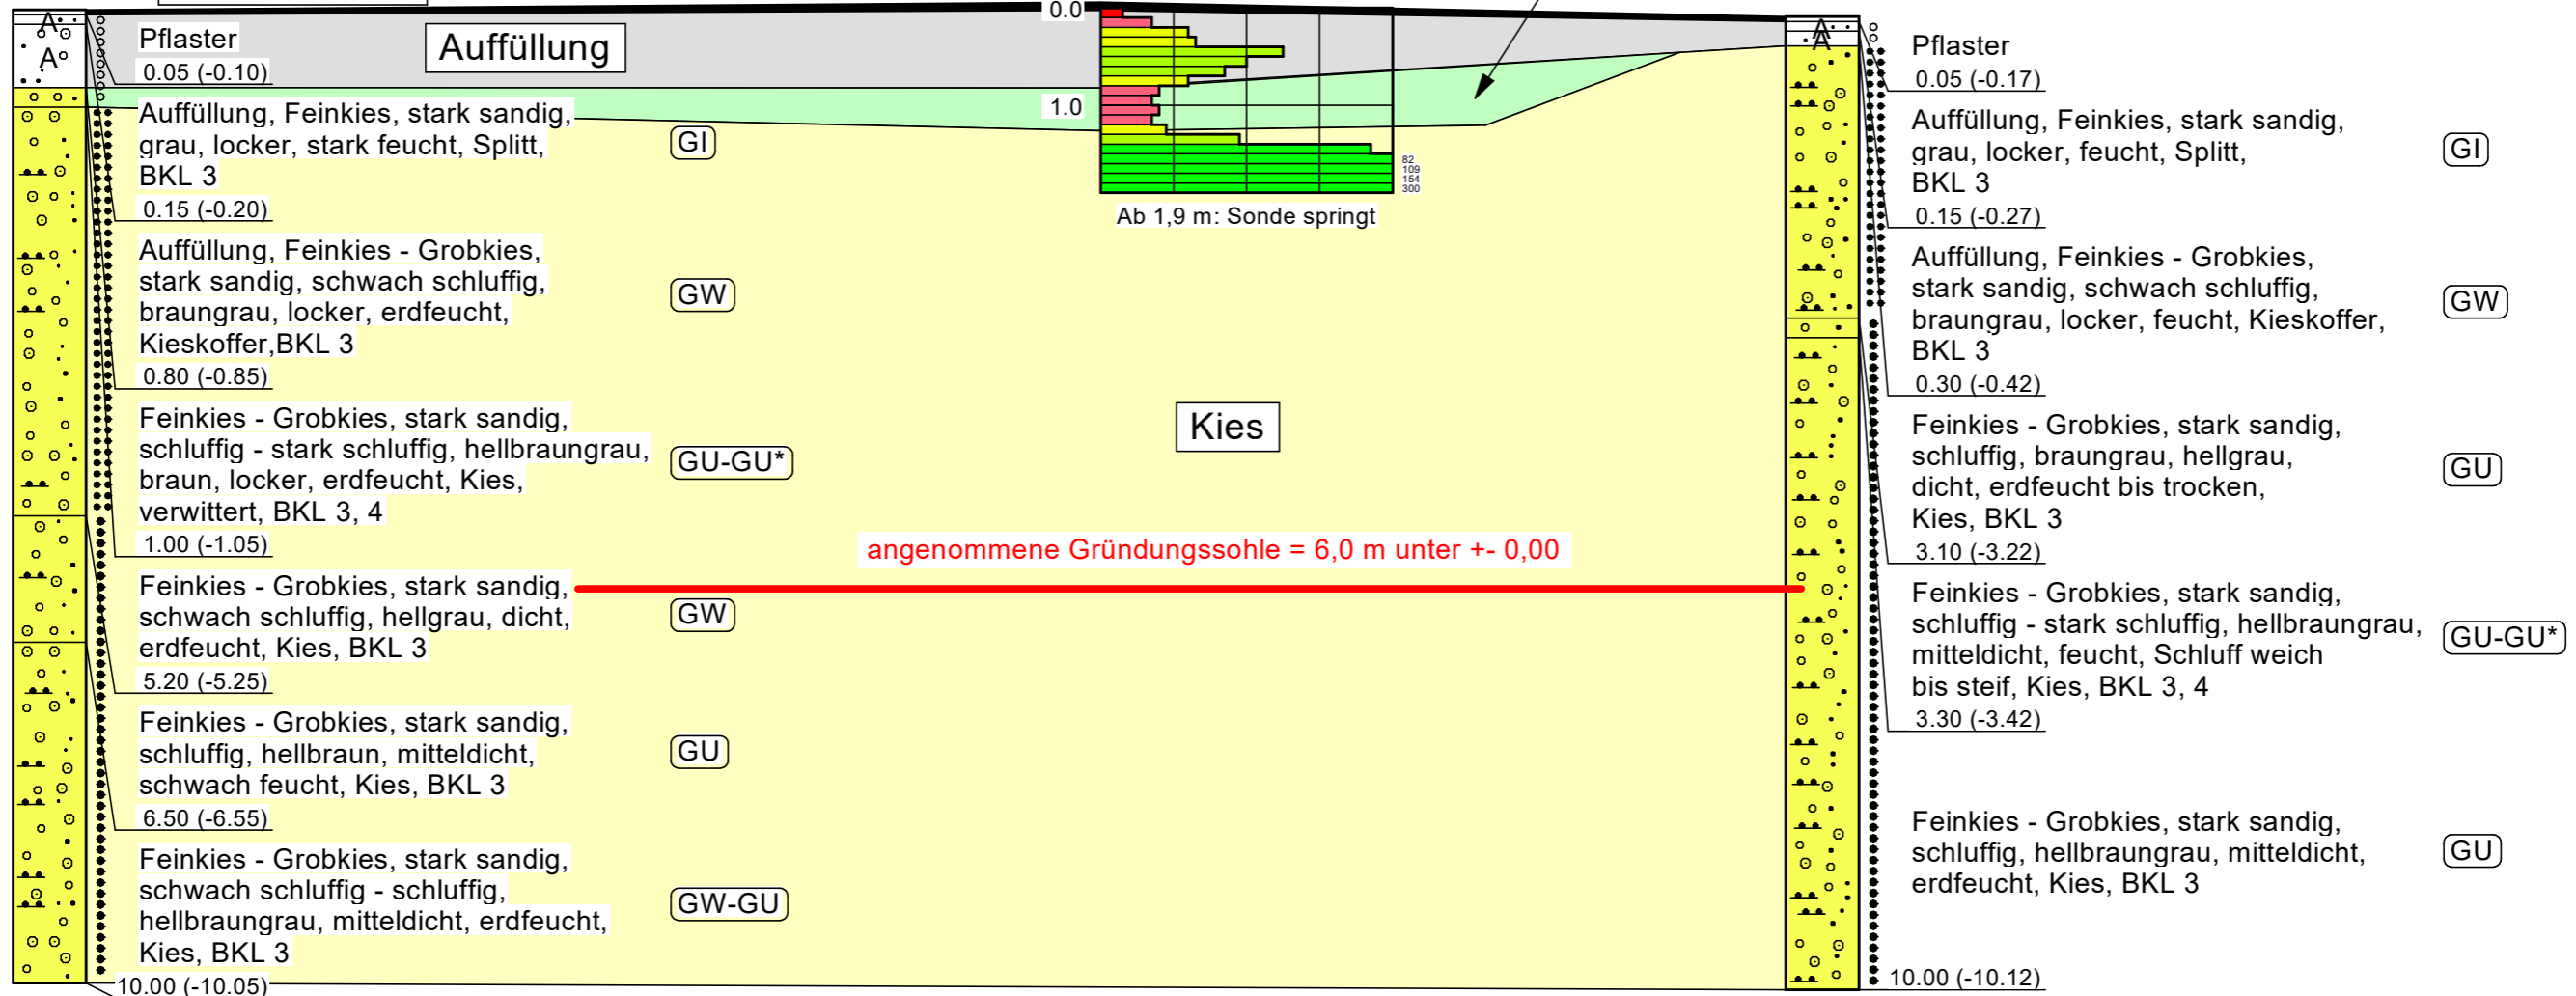 A
A
Pflaster
0.05 (-0.10)
Auffüllung, Feinkies, stark sandig,
grau, locker, stark feucht, Splitt,
BKL 3
0.15 (-0.20)
GI
Auffüllung, Feinkies - Grobkies,
stark sandig, schwach schluffig,
braungrau, locker, erdfeucht,
Kieskoffer,BKL 3
0.80 (-0.85)
GW
Feinkies - Grobkies, stark sandig,
schluffig - stark schluffig, hellbraungrau,
braun, locker, erdfeucht, Kies,
verwittert, BKL 3, 4
1.00 (-1.05)
GU-GU*
Feinkies - Grobkies, stark sandig,
schwach schluffig, hellgrau, dicht,
erdfeucht, Kies, BKL 3
5.20 (-5.25)
GW
Feinkies - Grobkies, stark sandig,
schluffig, hellbraun, mitteldicht,
schwach feucht, Kies, BKL 3
6.50 (-6.55)
GU
Feinkies - Grobkies, stark sandig,
schwach schluffig - schluffig,
hellbraungrau, mitteldicht, erdfeucht,
Kies, BKL 3
10.00 (-10.05)
GW-GU
Auffüllung
0.0
1.0
82
109
154
300
Ab 1,9 m: Sonde springt
Kies
angenommene Gründungssohle = 6,0 m unter +- 0,00
A
A
Pflaster
0.05 (-0.17)
Auffüllung, Feinkies, stark sandig,
grau, locker, feucht, Splitt,
BKL 3
0.15 (-0.27)
GI
Auffüllung, Feinkies - Grobkies,
stark sandig, schwach schluffig,
braungrau, locker, feucht, Kieskoffer,
BKL 3
0.30 (-0.42)
GW
Feinkies - Grobkies, stark sandig,
schluffig, braungrau, hellgrau,
dicht, erdfeucht bis trocken,
Kies, BKL 3
3.10 (-3.22)
GU
Feinkies - Grobkies, stark sandig,
schluffig - stark schluffig, hellbraungrau,
mitteldicht, feucht, Schluff weich
bis steif, Kies, BKL 3, 4
3.30 (-3.42)
GU-GU*
Feinkies - Grobkies, stark sandig,
schluffig, hellbraungrau, mitteldicht,
erdfeucht, Kies, BKL 3
10.00 (-10.12)
GU